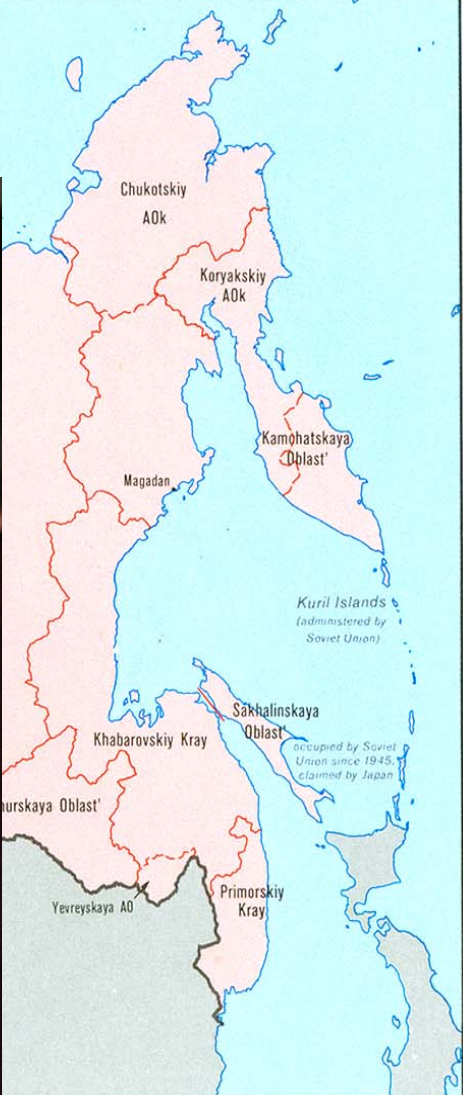 Chukotskiy
AOk
Koryakskiy
AOk
Kamchatskaya
Oblast'
Magadan
Kuril Islands
(administered by
Soviet Union)
Sakhalinskaya
Oblast'
Khabarovskiy Kray
occupied by Soviet
Union since 1945,
claimed by Japan
urskaya Oblast'
Primorskiy
Kray
Yevreyskaya AO